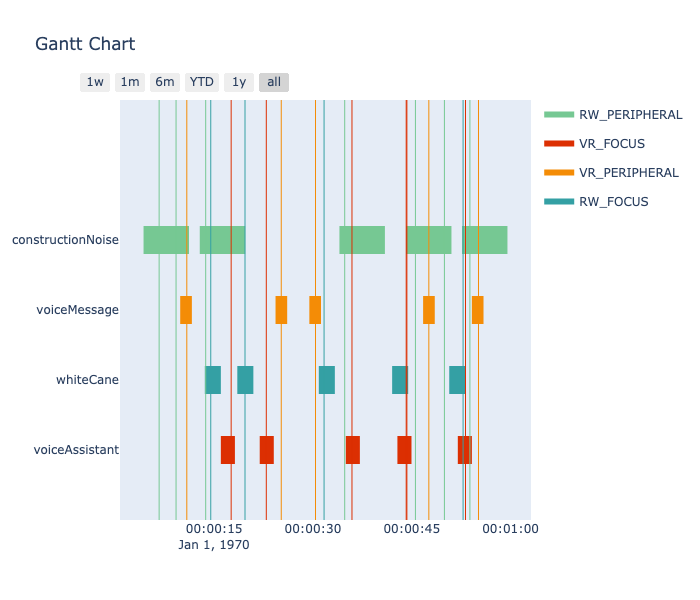 Gantt Chart
1w 1m 6m YTD 1y all
RW_PERIPHERAL
VR_FOCUS
VR_PERIPHERAL
RW_FOCUS
constructionNoise
voiceMessage
whiteCane
voiceAssistant
00:00:15 00:00:30 00:00:45 00:01:00
Jan 1, 1970